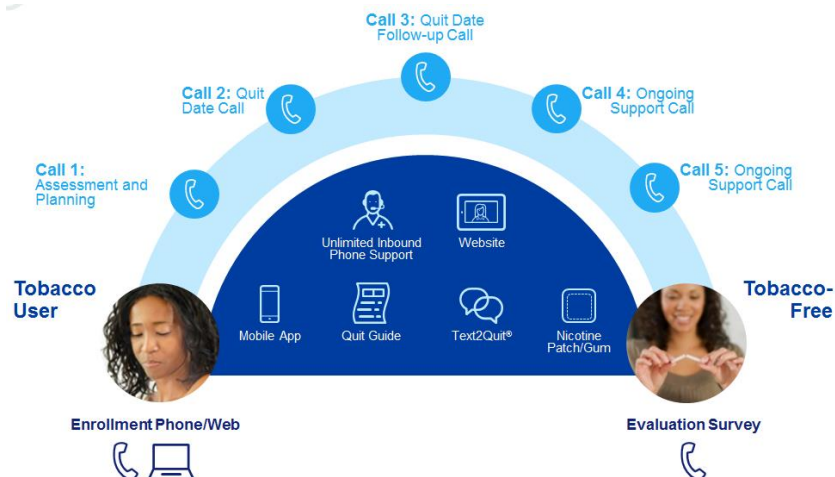 Call 3: Quit Date
Follow-up Call
Call 2: Quit
Date Call
Call 4: Ongoing
Support Call
Call 1:
Assessment and
Planning
Call 5: Ongoing
Support Call
Unlimited Inbound
Phone Support
Website
Tobacco
User
Tobacco-
Free
Mobile App
Quit Guide
Text2Quit®
Nicotine
Patch/Gum
Enrollment Phone/Web
Evaluation Survey